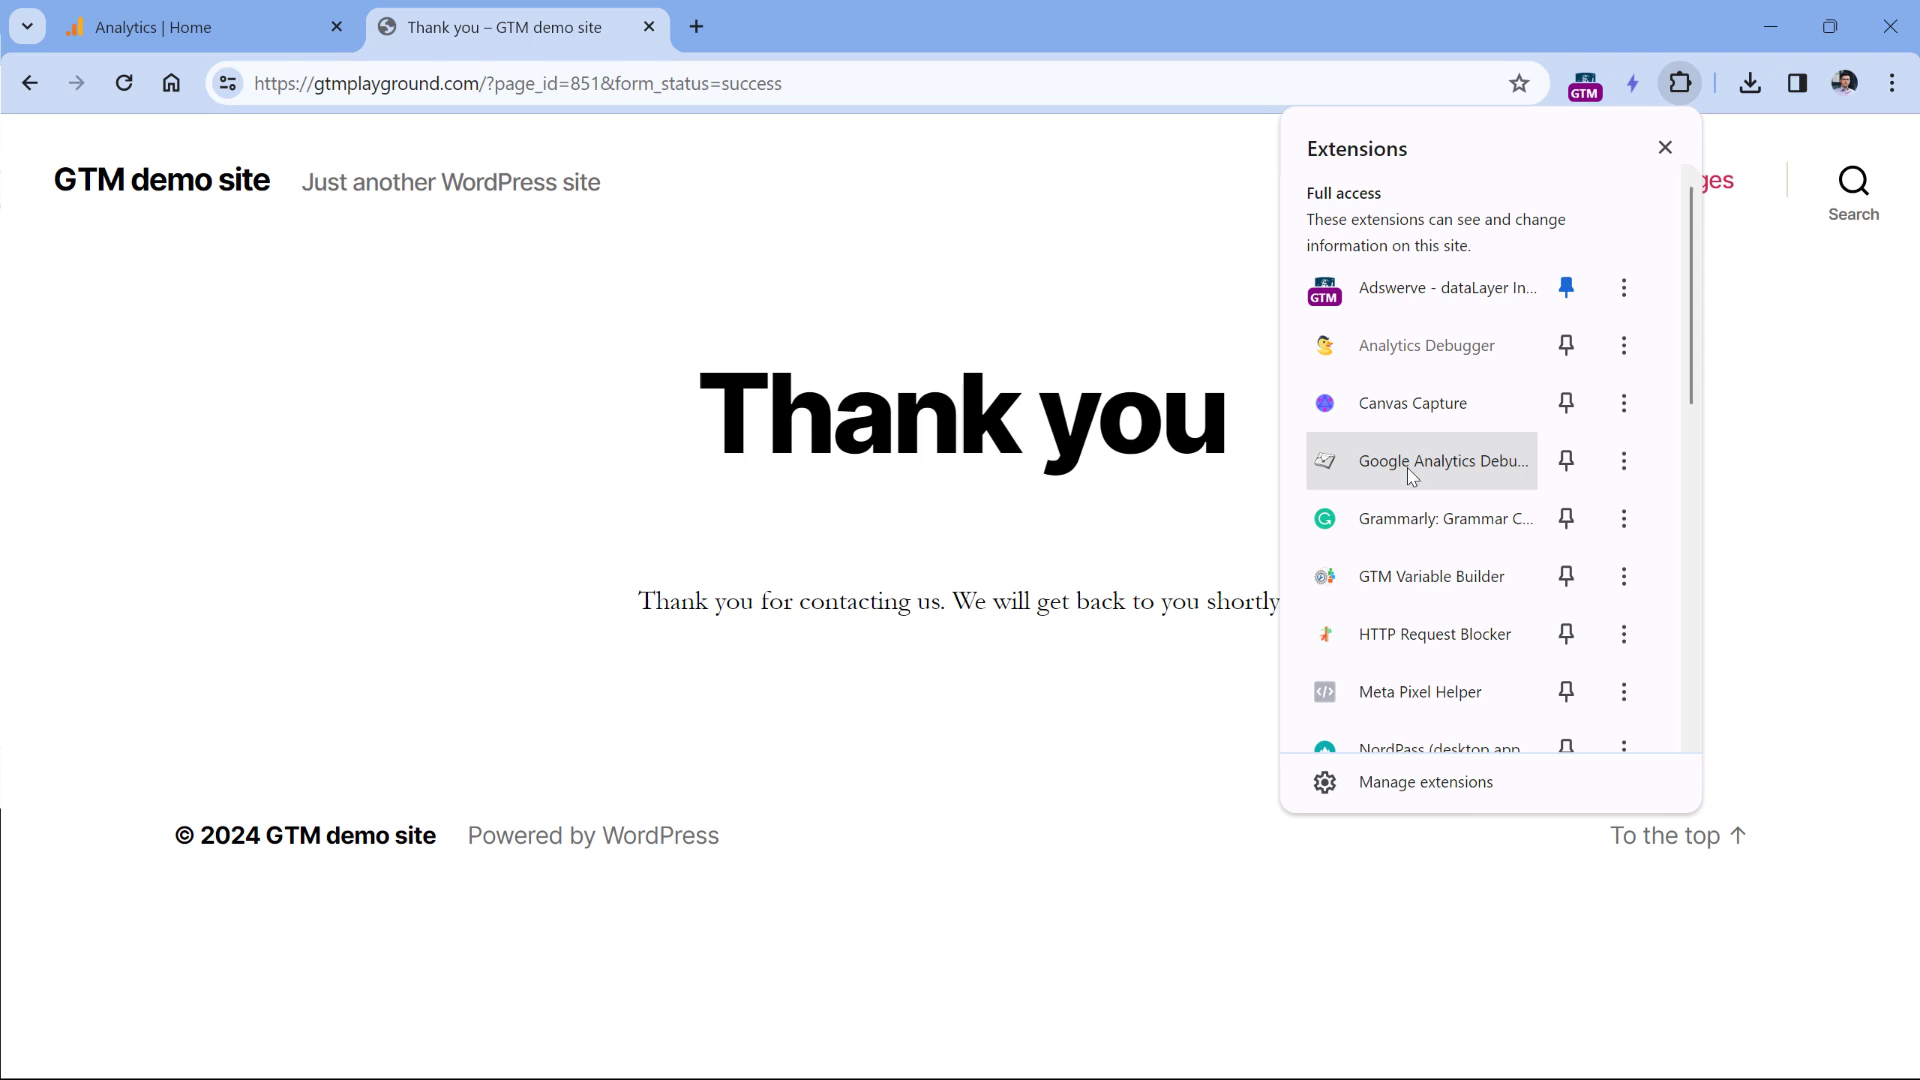 Analytics | Home
Thank you – GTM demo site
https://gtmplayground.com/?page_id=851&form_status=success
GTM
Extensions
GTM demo site
Just another WordPress site
Search
Full access
These extensions can see and change
information on this site.
GTM
Adswerve - dataLayer In...
Analytics Debugger
Canvas Capture
Thank you
Google Analytics Debu...
Grammarly: Grammar C...
GTM Variable Builder
Thank you for contacting us. We will get back to you shortly
HTTP Request Blocker
Meta Pixel Helper
NordPass (desktop app
Manage extensions
© 2024 GTM demo site
Powered by WordPress
To the top ↑